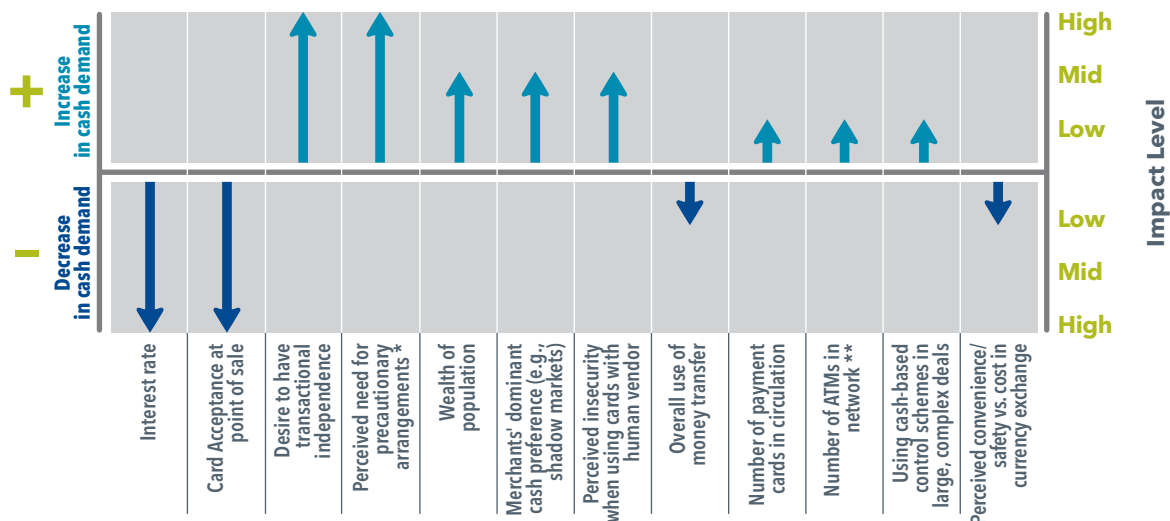 +
Increase
in cash demand
High
Mid
Low
Impact Level
–
Decrease
in cash demand
Low
Mid
High
Interest rate
Card Acceptance at
point of sale
Desire to have
transactional
independence
Perceived need for
precautionary
arrangements *
Wealth of
population
Merchants' dominant
cash preference (e.g.,
shadow markets)
Perceived insecurity
when using cards with
human vendor
Overall use of
money transfer
Number of payment
cards in circulation
Number of ATMs in
network **
Using cash-based
control schemes in
large, complex deals
Perceived convenience/
safety vs. cost in
currency exchange